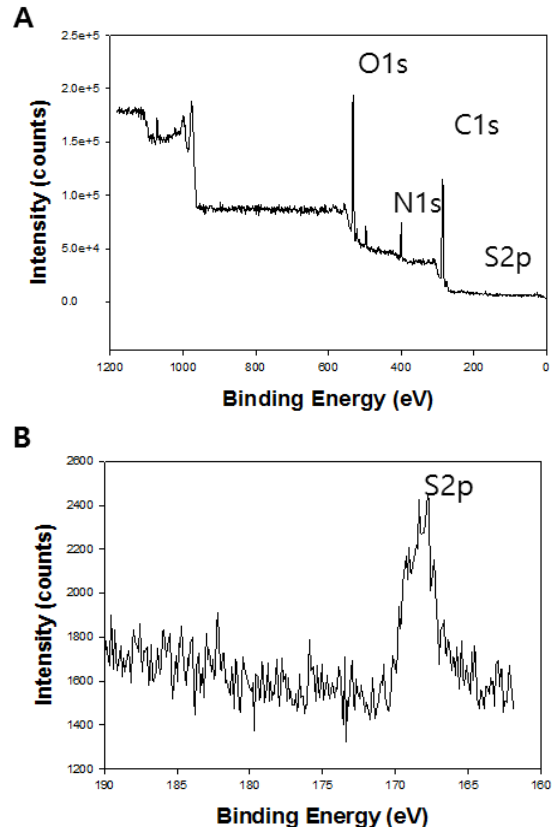 A
2.5e+5
2.0e+5
1.5e+5
1.0e+5
5.0e+4
0.0
Intensity (counts)
O1s
C1s
N1s
S2p
1200 1000 800 600 400 200 0
Binding Energy (eV)
B
2600
2400
2200
2000
1800
1600
1400
1200
Intensity (counts)
S2p
190 185 180 175 170 165 160
Binding Energy (eV)